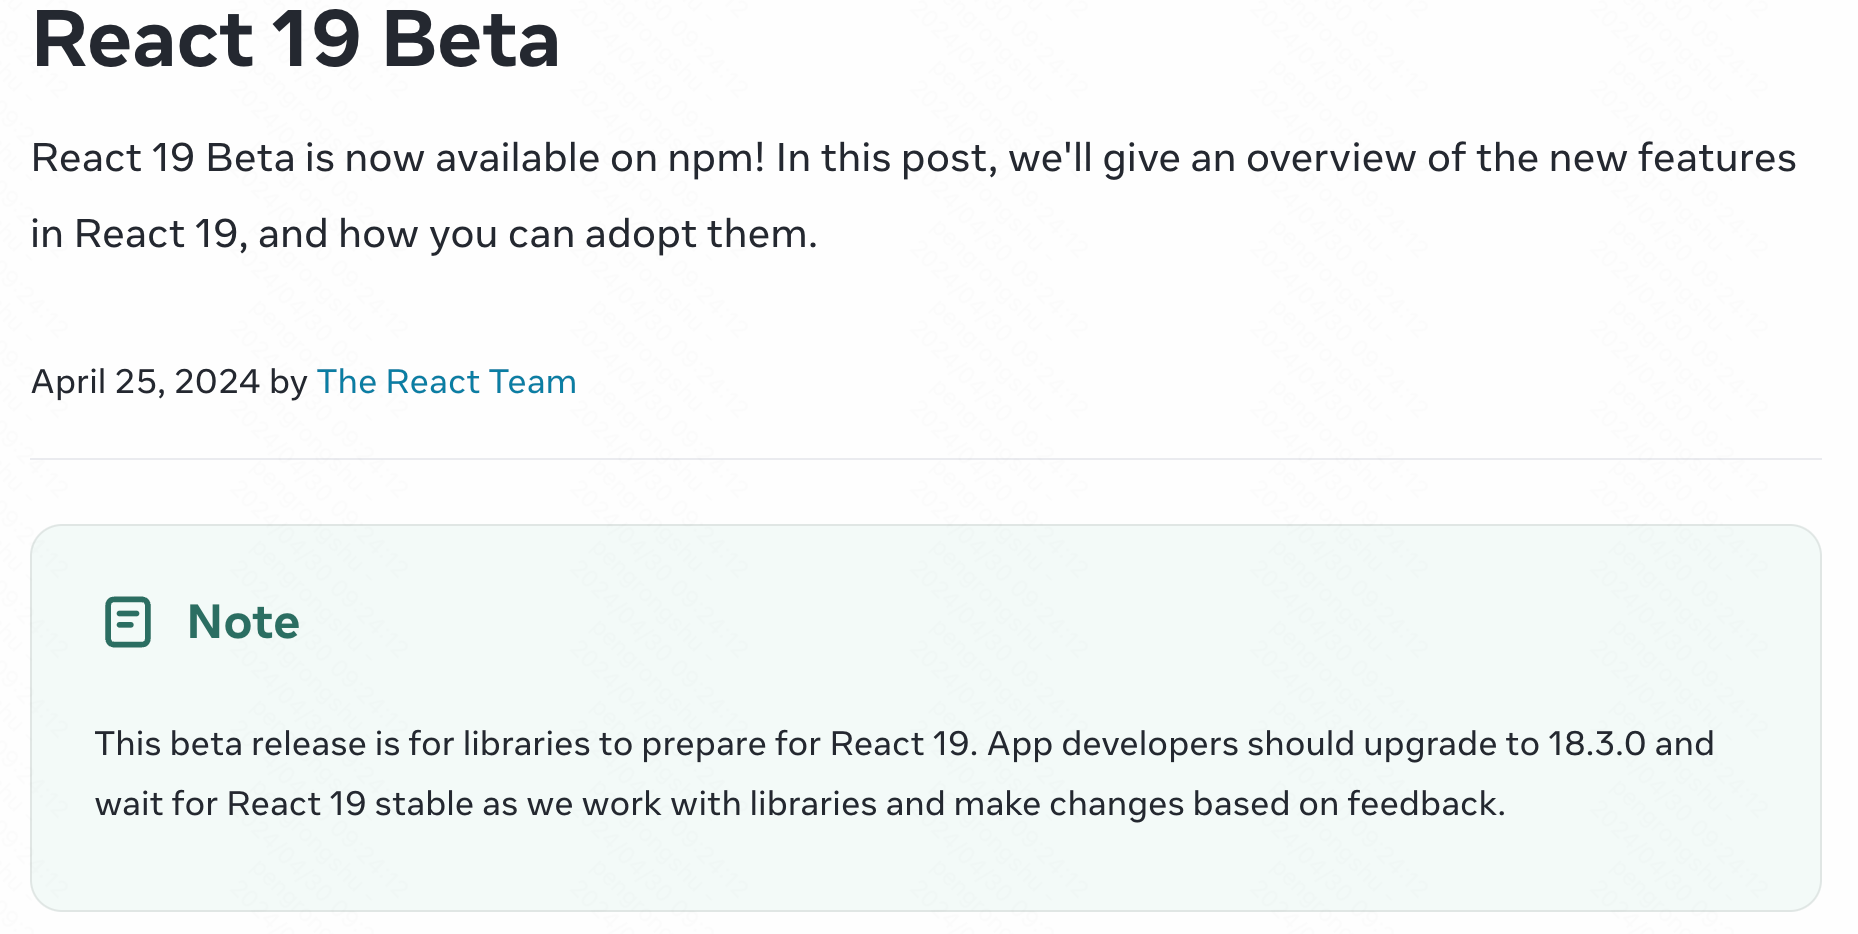 React 19 Beta
React 19 Beta is now available on npm! In this post, we'll give an overview of the new features
in React 19, and how you can adopt them.
April 25, 2024 by The React Team
Note
This beta release is for libraries to prepare for React 19. App developers should upgrade to 18.3.0 and
wait for React 19 stable as we work with libraries and make changes based on feedback.